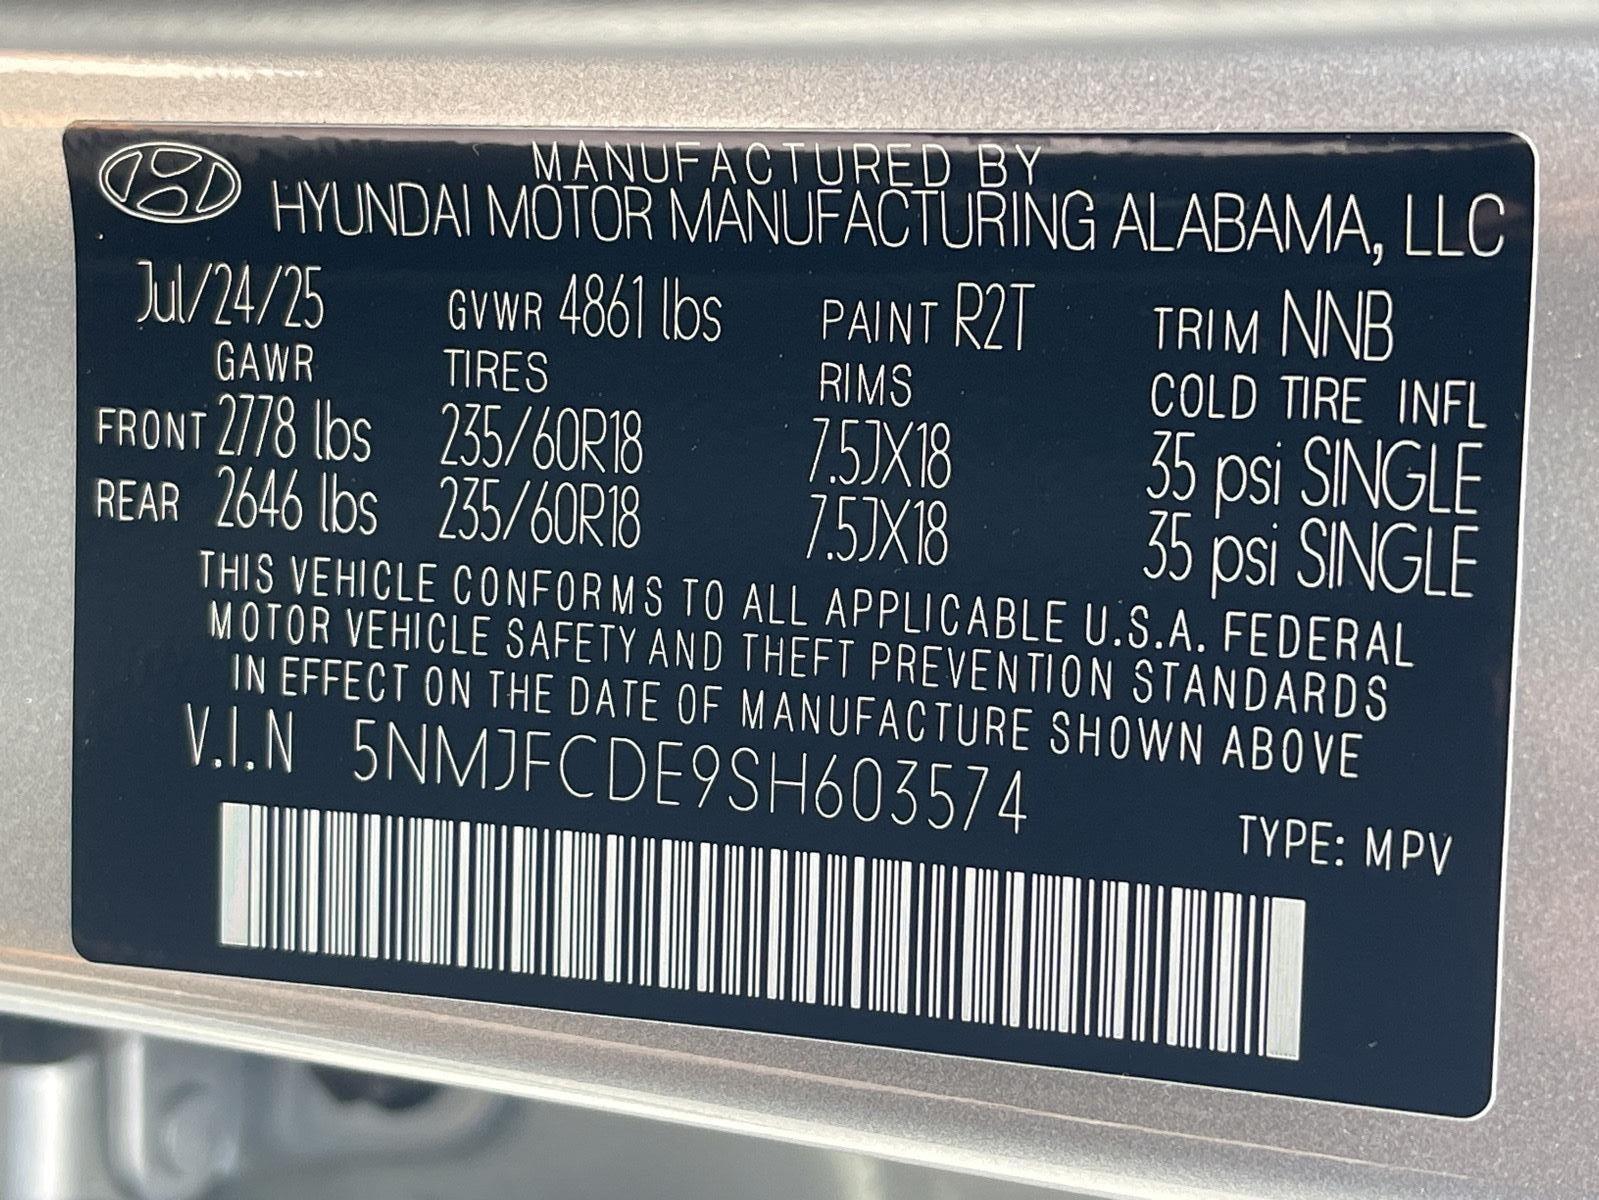 MANUFACTURED BY
HYUNDAI MOTOR MANUFACTURING ALABAMA, LLC
Jul/24/25 GVWR 4861 lbs PAINT R2T TRIM NNB
GAWR TIRES RIMS COLD TIRE INFL
FRONT 2778 lbs 235/60R18 7.5JX18 35 psi SINGLE
REAR 2646 lbs 235/60R18 7.5JX18 35 psi SINGLE
THIS VEHICLE CONFORMS TO ALL APPLICABLE U.S.A. FEDERAL
MOTOR VEHICLE SAFETY AND THEFT PREVENTION STANDARDS
IN EFFECT ON THE DATE OF MANUFACTURE SHOWN ABOVE
V.I.N 5NMJFCDE9SH603574
TYPE: MPV